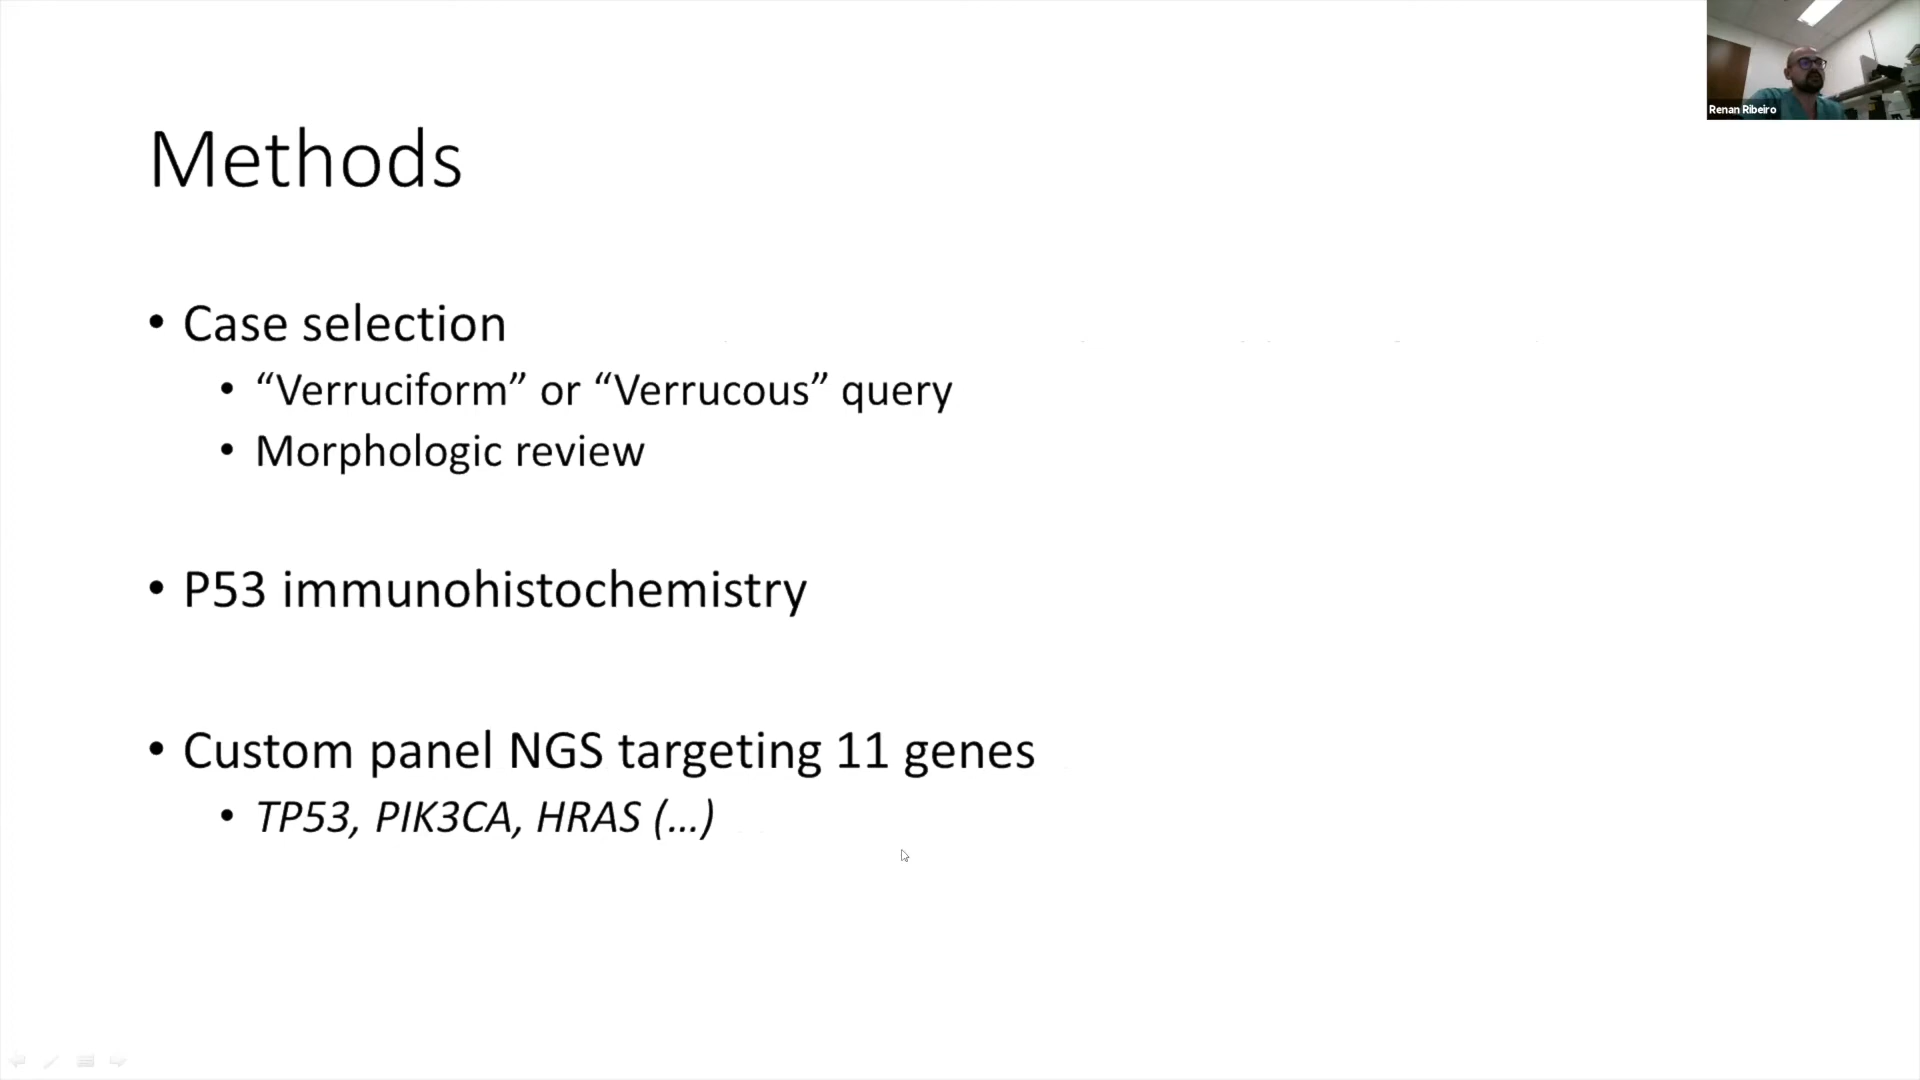 Renan Ribeiro
Methods
• Case selection
• “Verruciform” or “Verrucous” query
• Morphologic review
• P53 immunohistochemistry
• Custom panel NGS targeting 11 genes
• TP53, PIK3CA, HRAS (...)